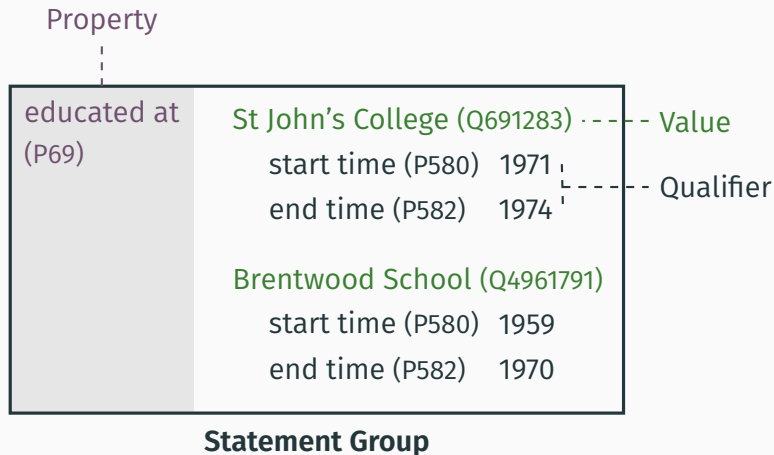 Property
educated at
(P69)
St John’s College (Q691283)
Value
start time (P580) 1971
end time (P582) 1974
Qualifier
Brentwood School (Q4961791)
start time (P580) 1959
end time (P582) 1970
Statement Group